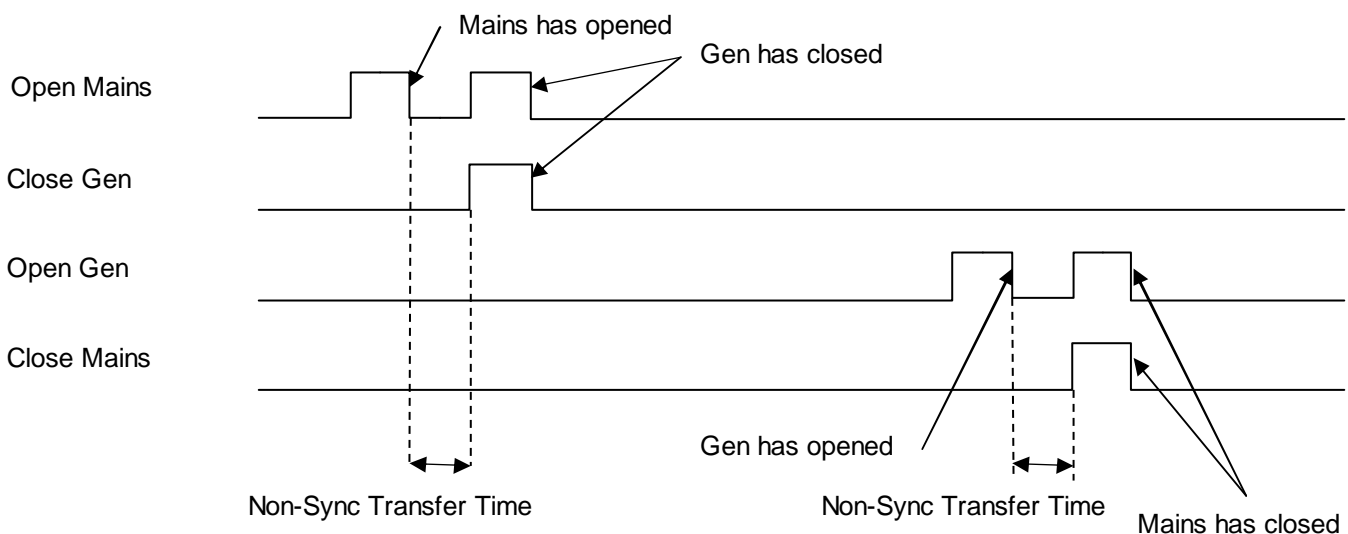 Mains has opened
Gen has closed
Open Mains
Close Gen
Open Gen
Close Mains
Gen has opened
Non-Sync Transfer Time
Non-Sync Transfer Time
Mains has closed